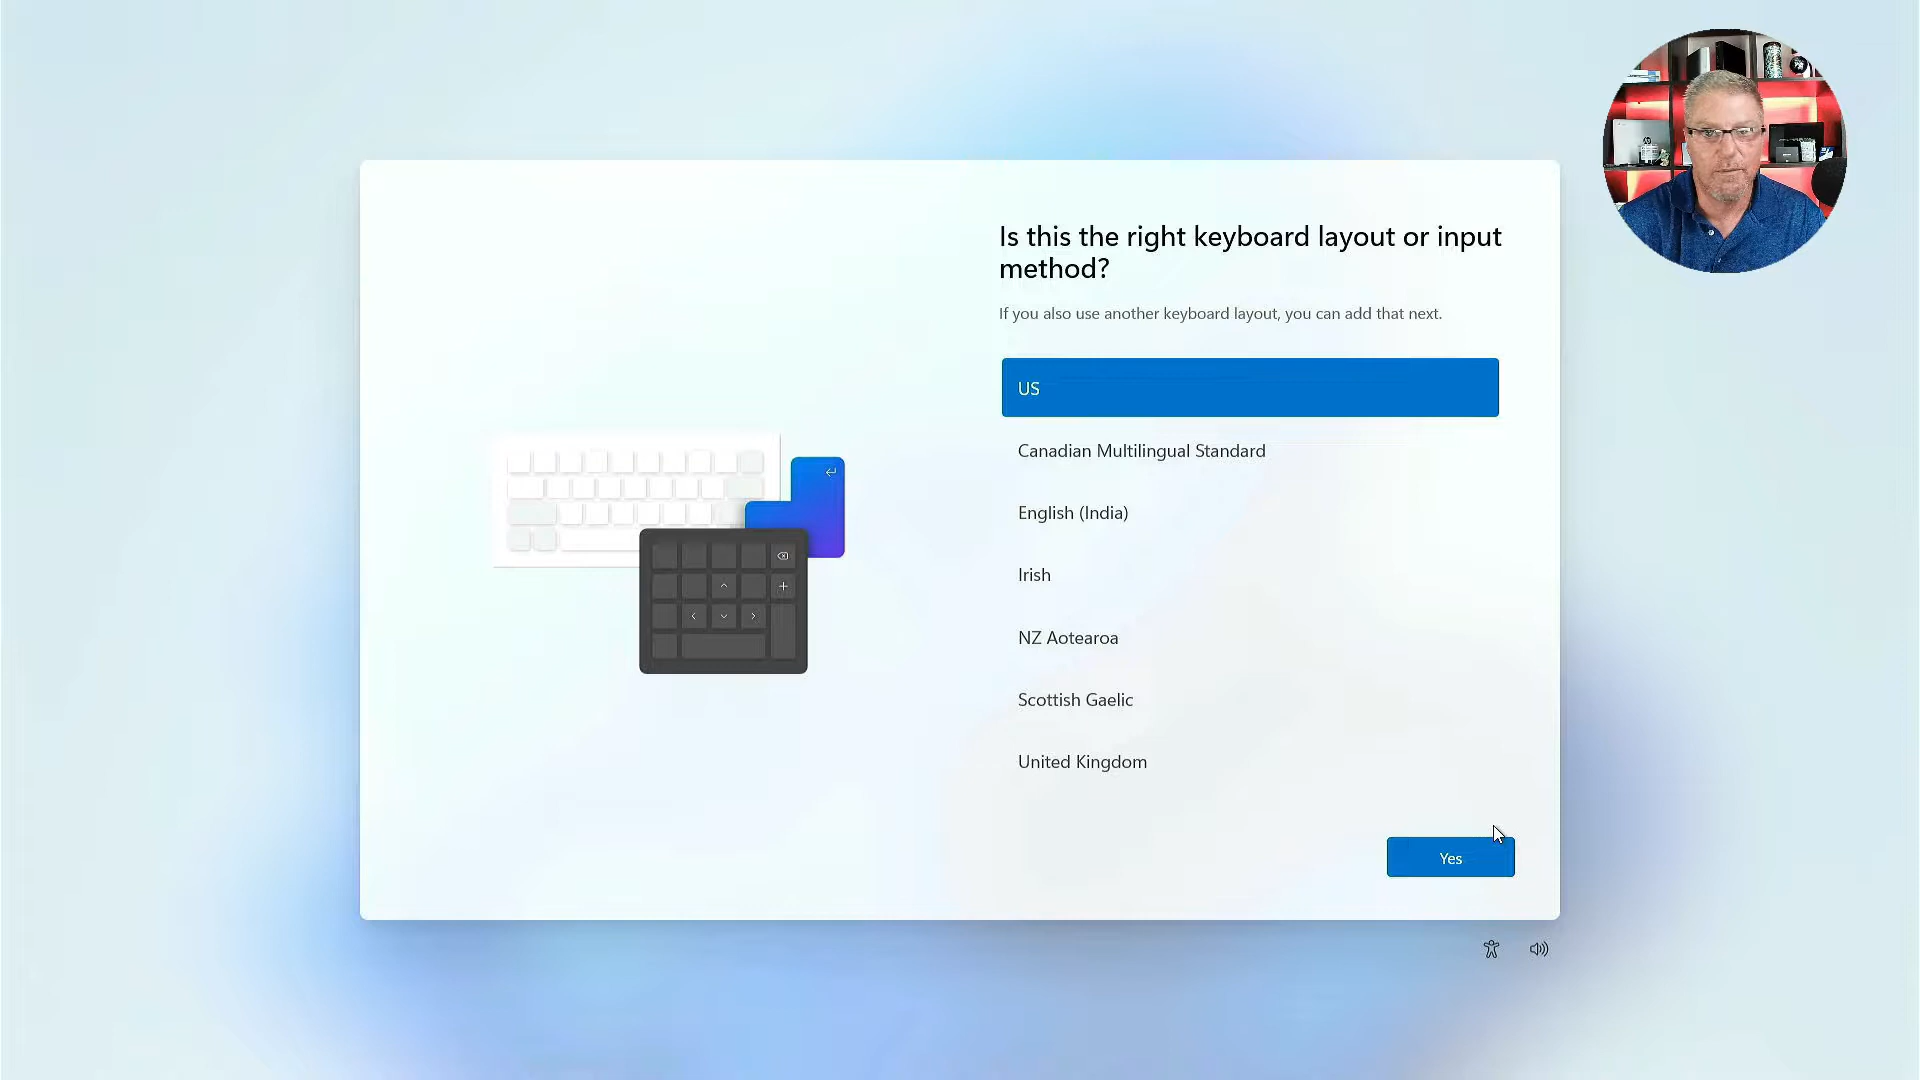 Is this the right keyboard layout or input
method?
If you also use another keyboard layout, you can add that next.
US
Canadian Multilingual Standard
English (India)
Irish
NZ Aotearoa
Scottish Gaelic
United Kingdom
Yes